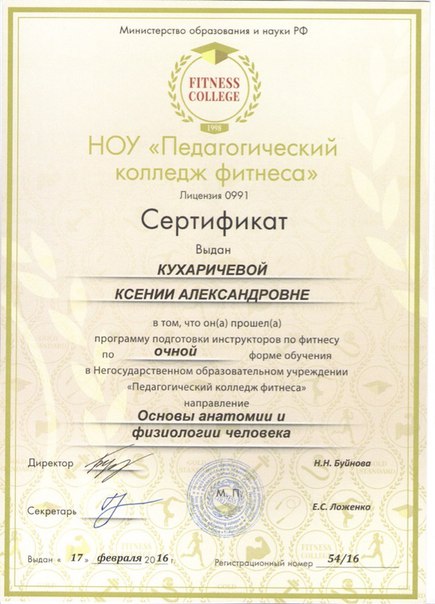 Министерство образования и науки РФ
FITNESS
COLLEGE
1998
НОУ «Педагогический
колледж фитнеса»
Лицензия 0991
Сертификат
Выдан
КУХАРИЧЕВОЙ
КСЕНИИ АЛЕКСАНДРОВНЕ
в том, что он(а) прошел(а)
программу подготовки инструкторов по фитнесу
по очной форме обучения
в Негосударственном образовательном учреждении
«Педагогический колледж фитнеса»
направление
Основы анатомии и
физиологии человека
Директор Н.Н. Буйнова
М. П.
Секретарь Е.С. Ложенко
Выдан « 17 » февраля 2016 г. Регистрационный номер 54/16